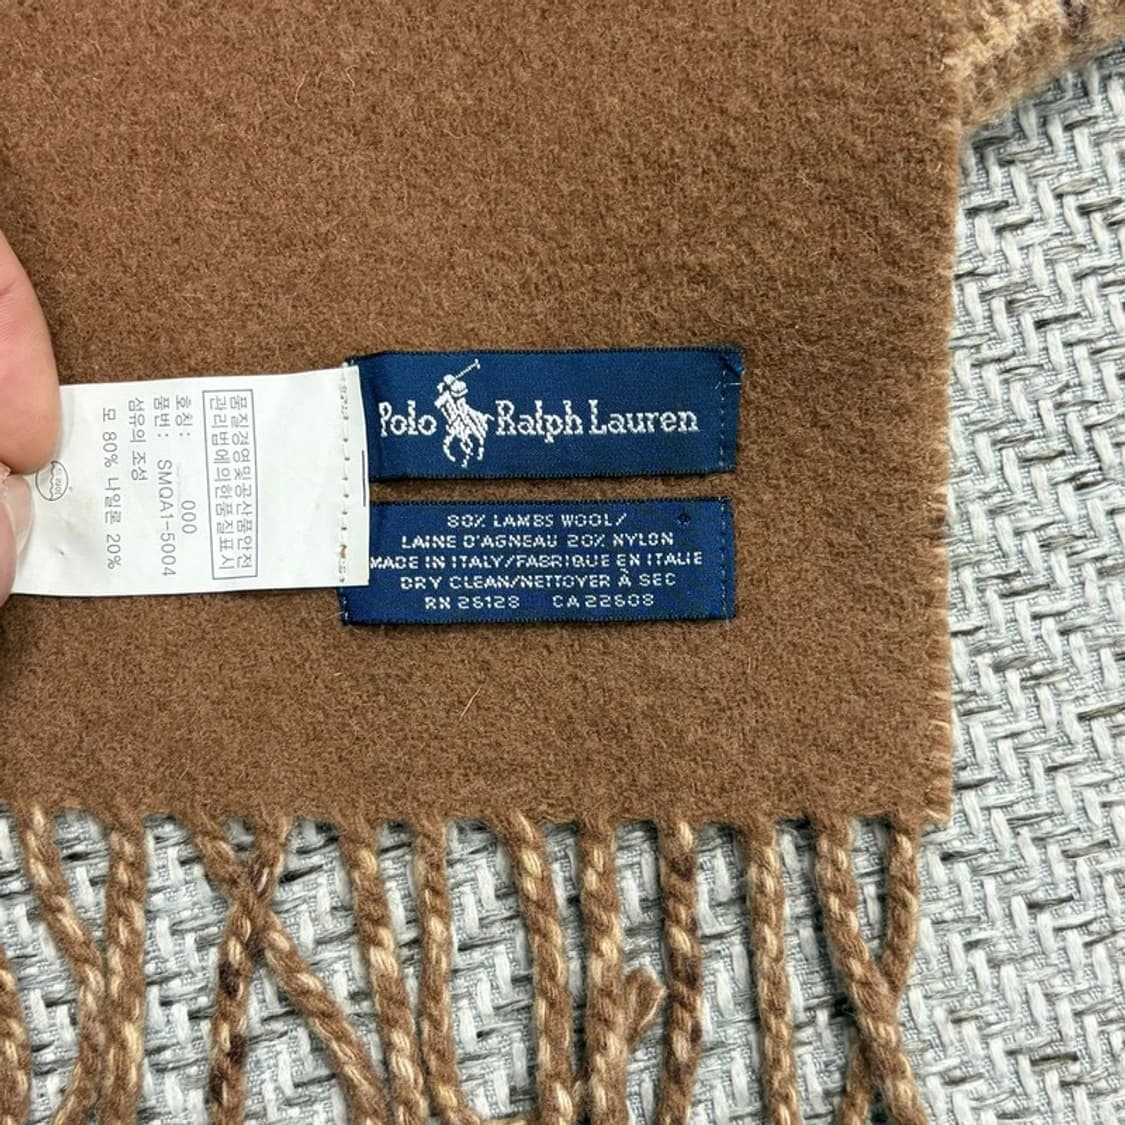 Polo Ralph Lauren
80% LAMBS WOOL/
LAINE D'AGNEAU 20% NYLON
MADE IN ITALY/FABRIQUE EN ITALIE
DRY CLEAN/NETTOYER À SEC
RN 26128 CA 22608
품질경영및공산품안전
관리법에의한품질표시
호칭: 000
품번: SMQA1-5004
섬유의 조성
모 80% 나일론 20%